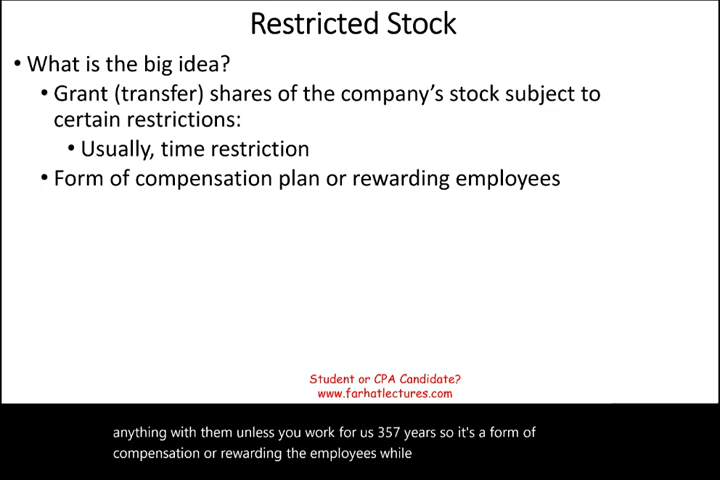 Restricted Stock
• What is the big idea?
• Grant (transfer) shares of the company's stock subject to
certain restrictions:
• Usually, time restriction
• Form of compensation plan or rewarding employees
Student or CPA Candidate?
www.farhatlectures.com
anything with them unless you work for us 357 years so it's a form of
compensation or rewarding the employees while